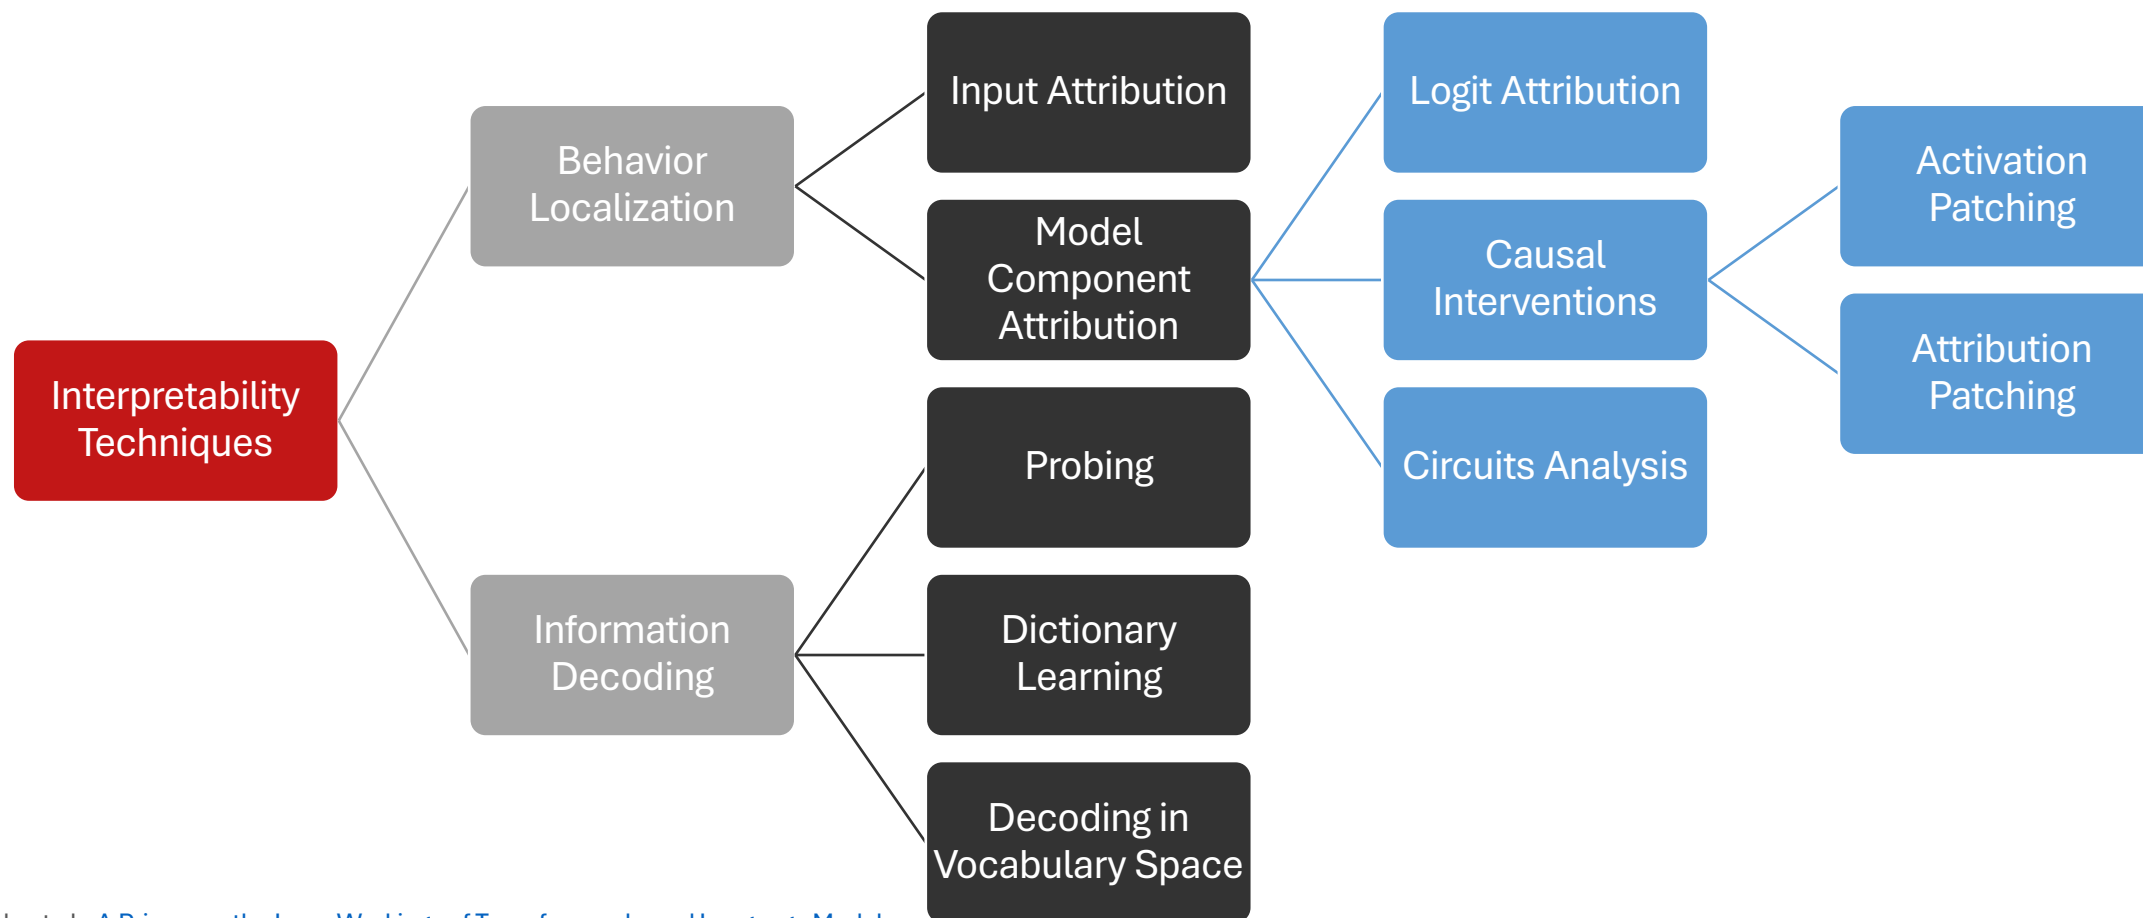 Input Attribution
Logit Attribution
Behavior
Localization
Activation
Patching
Model
Component
Attribution
Causal
Interventions
Attribution
Patching
Interpretability
Techniques
Probing
Circuits Analysis
Information
Decoding
Dictionary
Learning
Decoding in
Vocabulary Space